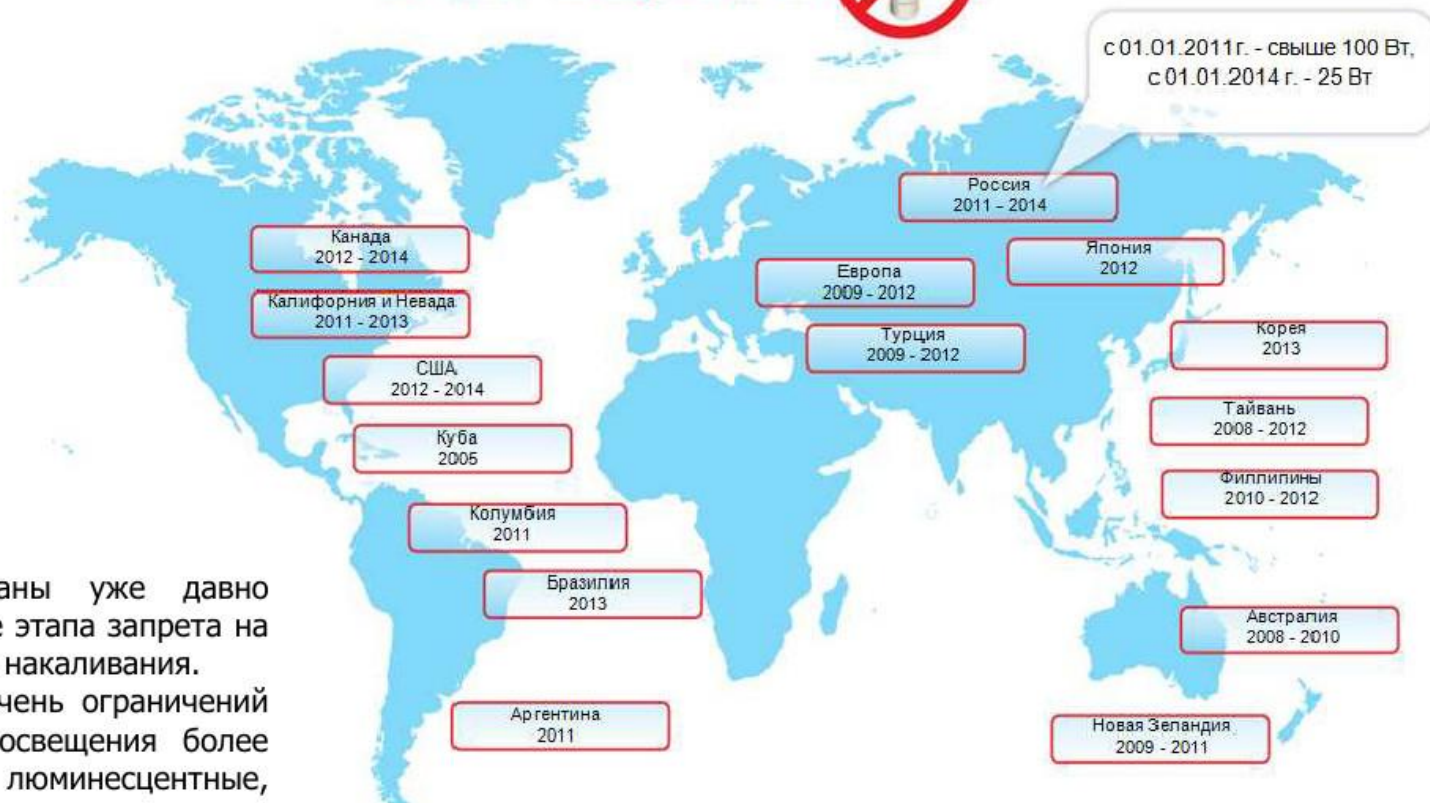 с 01.01.2011г. - свыше 100 Вт,
с 01.01.2014 г. - 25 Вт
Россия
2011 - 2014
Канада
2012 - 2014
Япония
2012
Европа
2009 - 2012
Калифорния и Невада
2011 - 2013
Турция
2009 - 2012
Корея
2013
США
2012 - 2014
Тайвань
2008 - 2012
Куба
2005
Филлипины
2010 - 2012
Колумбия
2011
Бразилия
2013
Австралия
2008 - 2010
Аргентина
2011
Новая Зеландия
2009 - 2011
аны уже давно
е этапа запрета на
накаливания.
чень ограничений
освещения более
люминесцентные,